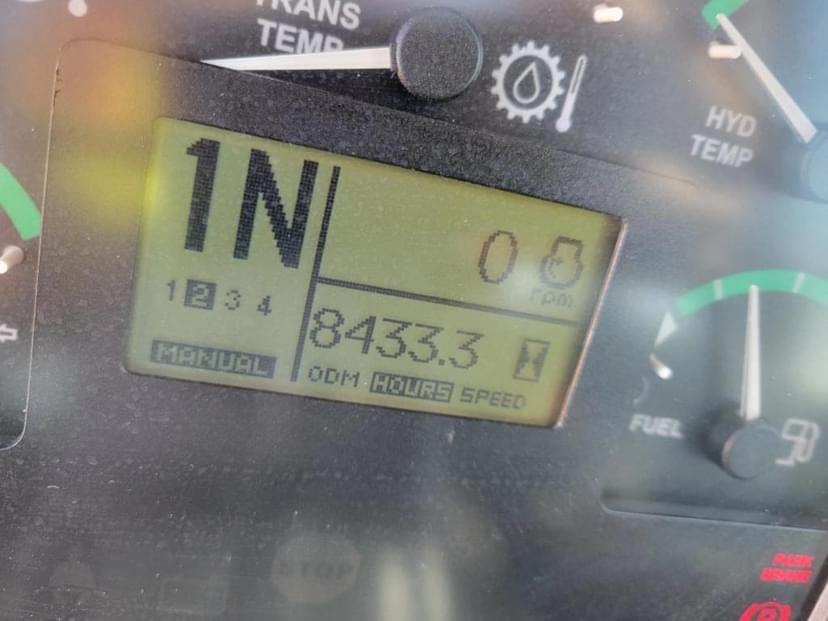 TRANS
TEMP
HYD
TEMP
1N
0
rpm
1 2 3 4
8433.3
MANUAL
ODM HOURS SPEED
FUEL
STOP
PARK
BRAKE
P